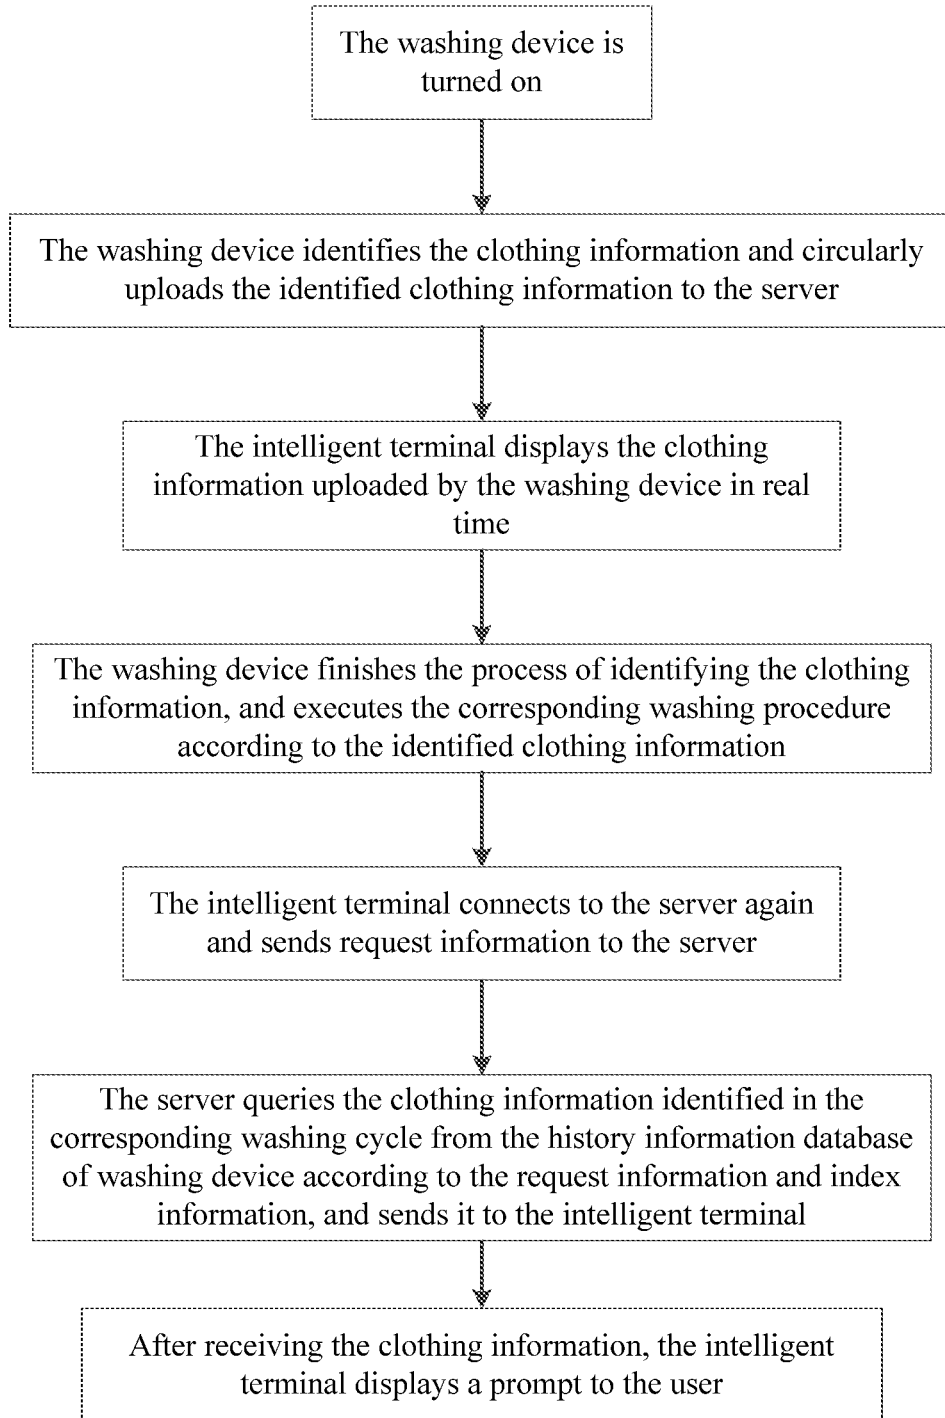 The washing device is
turned on
The washing device identifies the clothing information and circularly
uploads the identified clothing information to the server
The intelligent terminal displays the clothing
information uploaded by the washing device in real
time
The washing device finishes the process of identifying the clothing
information, and executes the corresponding washing procedure
according to the identified clothing information
The intelligent terminal connects to the server again
and sends request information to the server
The server queries the clothing information identified in the
corresponding washing cycle from the history information database
of washing device according to the request information and index
information, and sends it to the intelligent terminal
After receiving the clothing information, the intelligent
terminal displays a prompt to the user